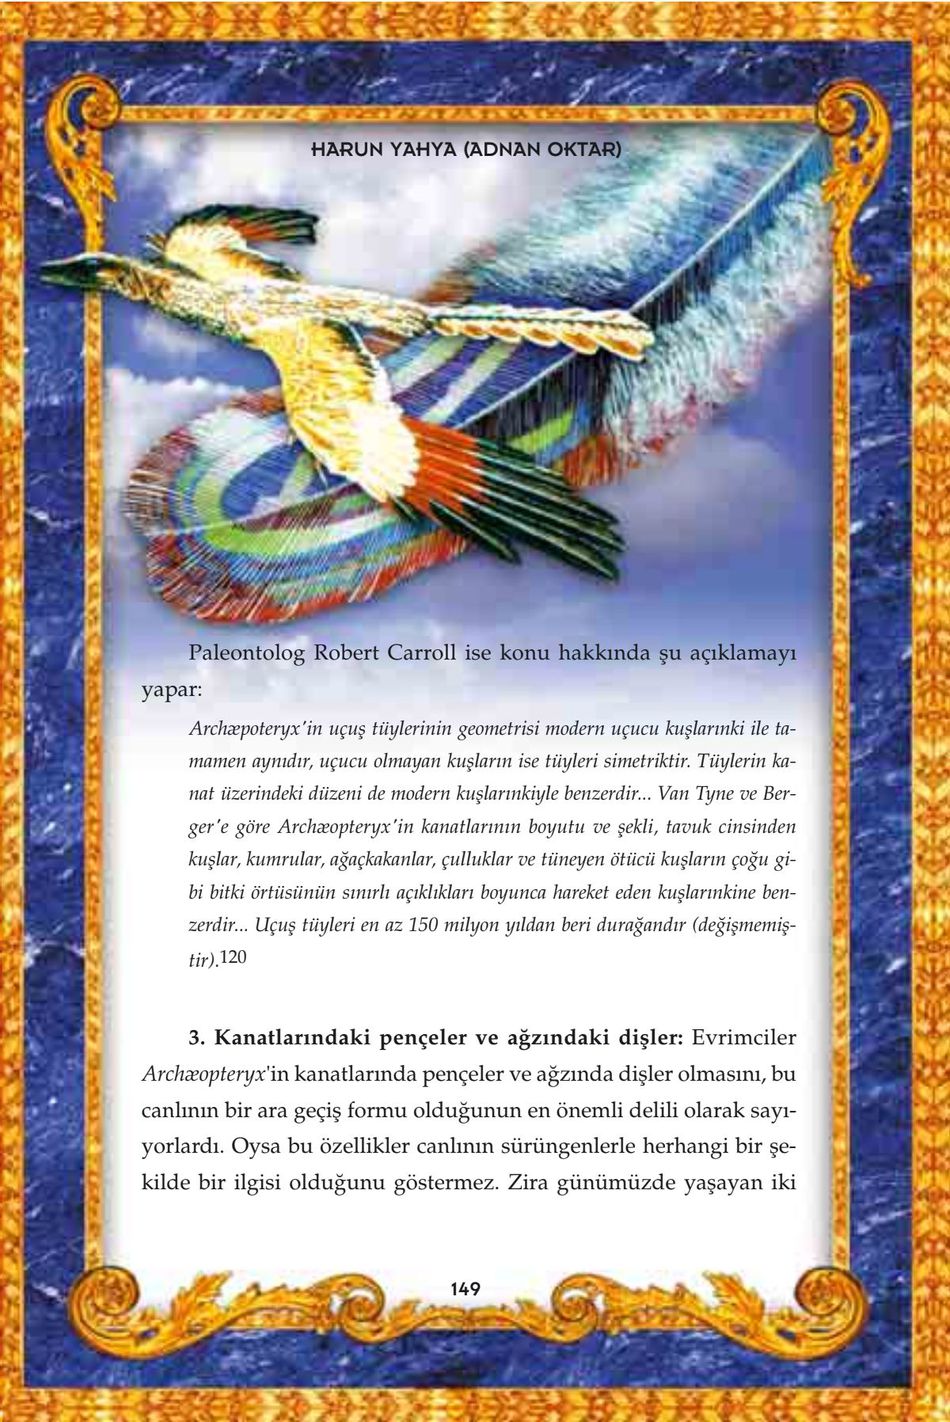 HARUN YAHYA (ADNAN OKTAR)
Paleontolog Robert Carroll ise konu hakkında şu açıklamayı
yapar:
Archæpoteryx'in uçuş tüylerinin geometrisi modern uçucu kuşlarınki ile ta-
mamen aynıdır, uçucu olmayan kuşların ise tüyleri simetriktir. Tüylerin ka-
nat üzerindeki düzeni de modern kuşlarınkiyle benzerdir... Van Tyne ve Ber-
ger'e göre Archæopteryx'in kanatlarının boyutu ve şekli, tavuk cinsinden
kuşlar, kumrular, ağaçkakanlar, çulluklar ve tüneyen ötücü kuşların çoğu gi-
bi bitki örtüsünün sınırlı açıklıkları boyunca hareket eden kuşlarınkine ben-
zerdir... Uçuş tüyleri en az 150 milyon yıldan beri durağandır (değişmemiş-
tir).120
3. Kanatlarındaki pençeler ve ağzındaki dişler: Evrimciler
Archæopteryx'in kanatlarında pençeler ve ağzında dişler olmasını, bu
canlının bir ara geçiş formu olduğunun en önemli delili olarak sayı-
yorlardı. Oysa bu özellikler canlının sürüngenlerle herhangi bir şe-
kilde bir ilgisi olduğunu göstermez. Zira günümüzde yaşayan iki
149